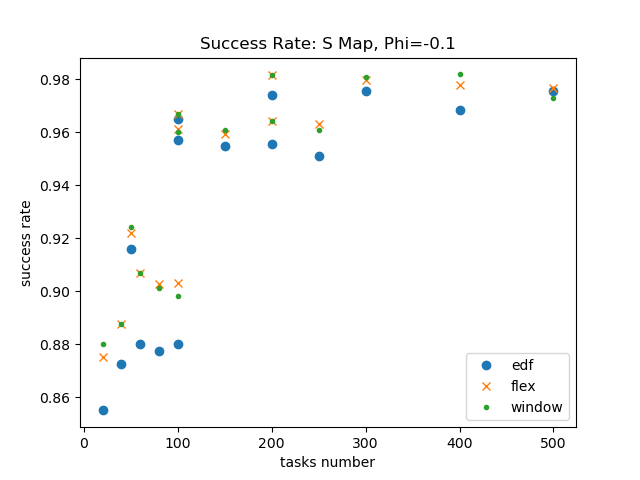 Success Rate: S Map, Phi=-0.1
0.98
0.96
0.94
0.92
0.90
0.88
0.86
success rate
0
100
200
300
400
500
tasks number
edf
flex
window